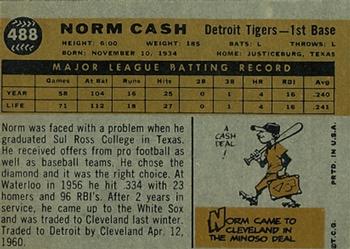 488
NORM CASH Detroit Tigers—1st Base
HEIGHT: 6:00 WEIGHT: 185 BATS: L THROWS: L
BORN: NOVEMBER 10, 1934 HOME: JUSTICEBURG, TEXAS
MAJOR LEAGUE BATTING RECORD
Games At Bat Runs Hits 2B 3B HR RBI Avg.
YEAR 58 104 16 25 0 1 4 16 .240
LIFE 71 112 18 27 0 1 4 16 .241
Norm was faced with a problem when he
graduated Sul Ross College in Texas.
He received offers from pro football as
well as baseball teams. He chose the
diamond and it was the right choice. At
Waterloo in 1956 he hit .334 with 23
homers and 96 RBI's. After 2 years in
service, he came up to the White Sox
and was traded to Cleveland last winter.
Traded to Detroit by Cleveland Apr. 12,
1960.
A
CASH
DEAL
!
NORM CAME TO
CLEVELAND IN THE
MINOSO DEAL
©T.C.G. PRTD. IN U.S.A.